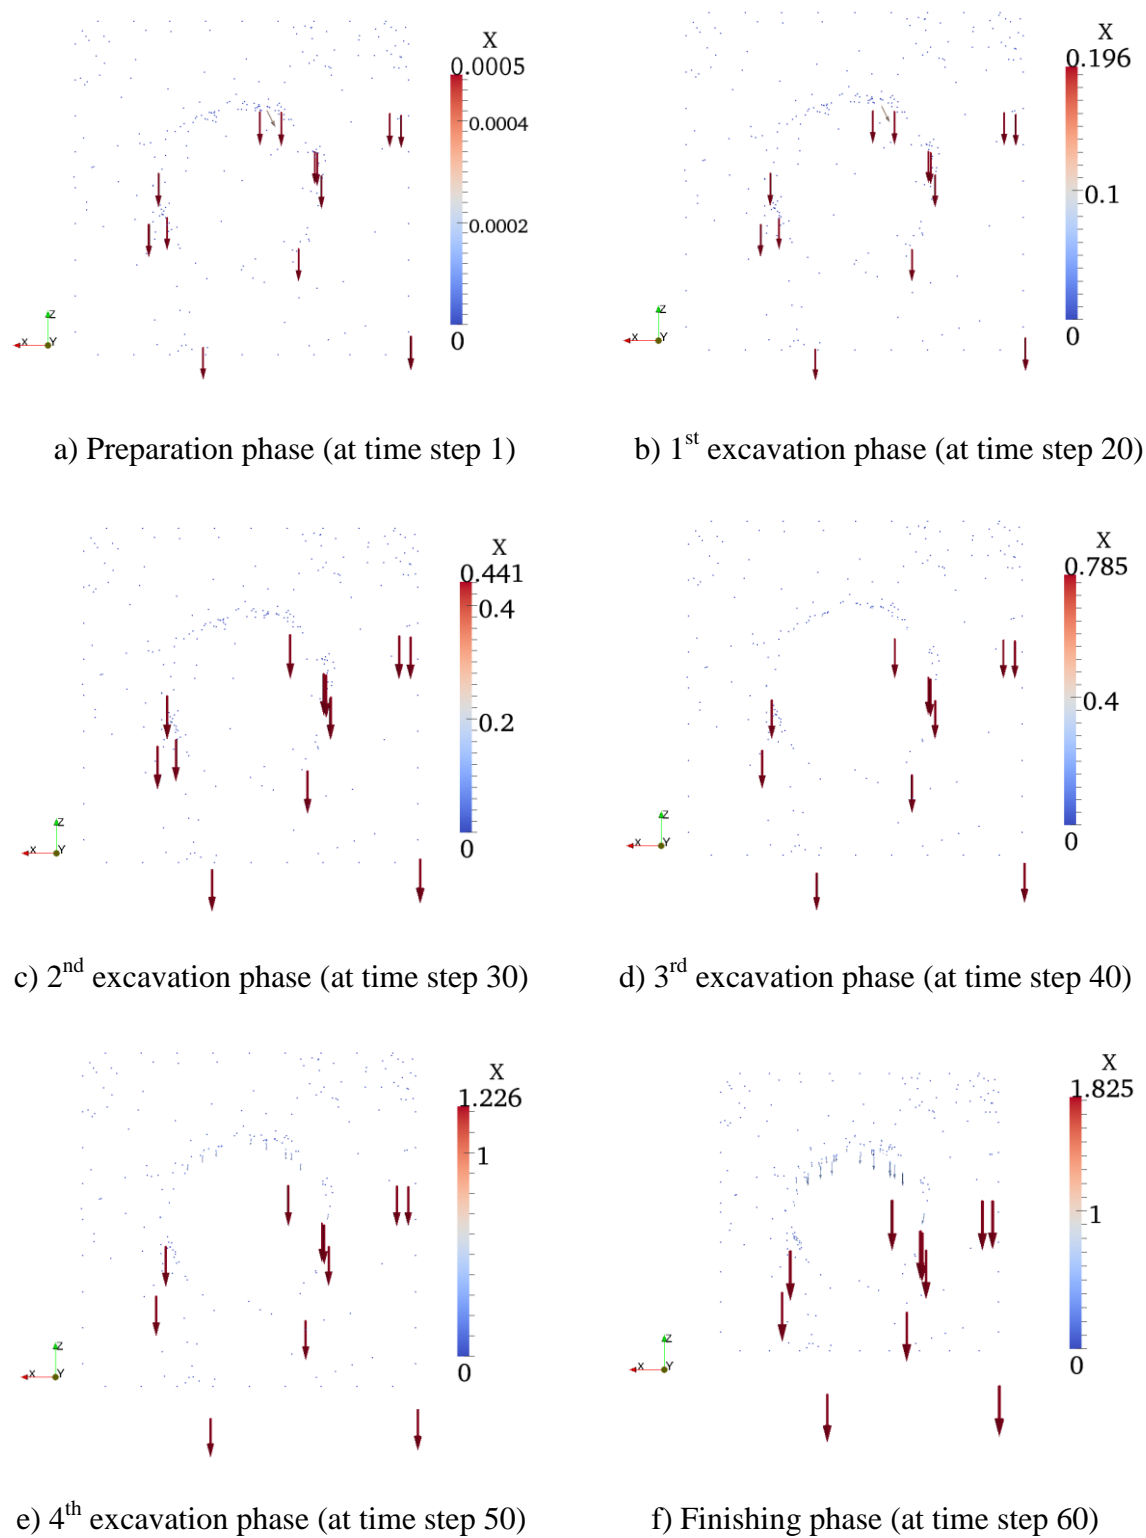 X
0.0005
0.0004
0.0002
0
Z
X
Y
a) Preparation phase (at time step 1)
X
0.196
0.1
0
Z
X
Y
b) 1st excavation phase (at time step 20)
X
0.441
0.4
0.2
0
Z
X
Y
c) 2nd excavation phase (at time step 30)
X
0.785
0.4
0
Z
X
Y
d) 3rd excavation phase (at time step 40)
X
1.226
1
0
Z
X
Y
e) 4th excavation phase (at time step 50)
X
1.825
1
0
Z
X
Y
f) Finishing phase (at time step 60)